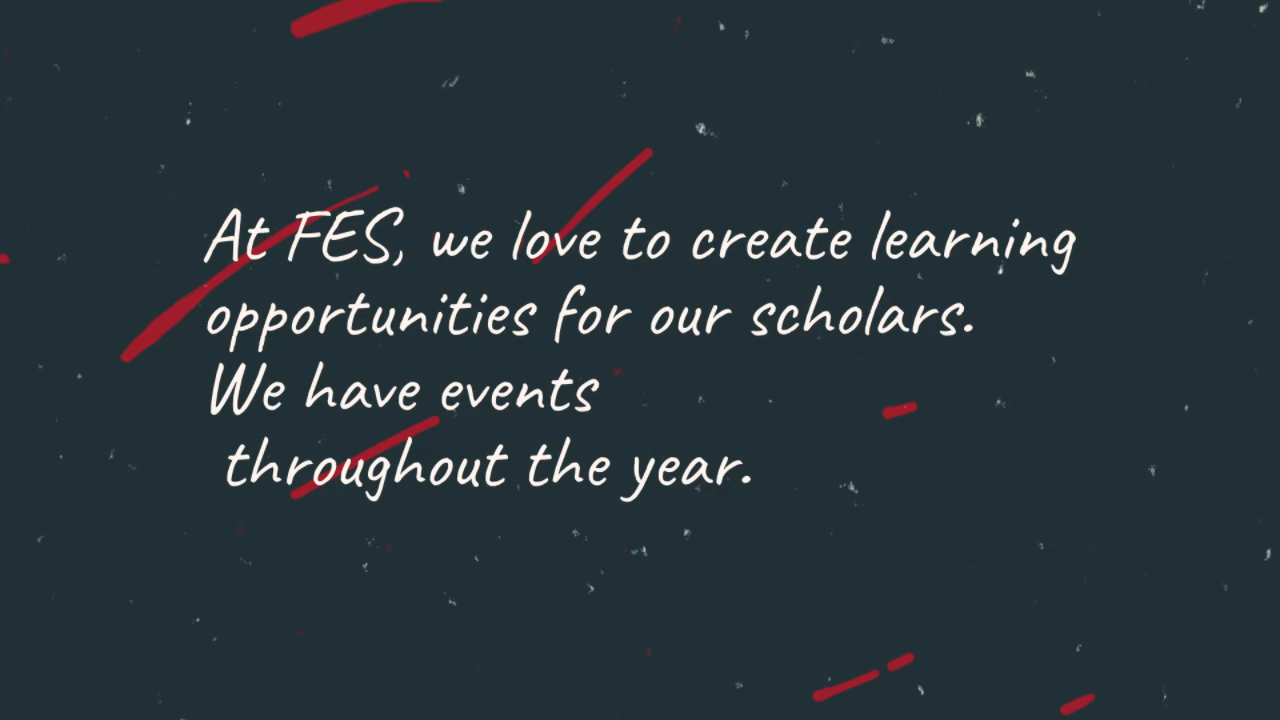 At FES, we love to create learning
opportunities for our scholars.
We have events
throughout the year.